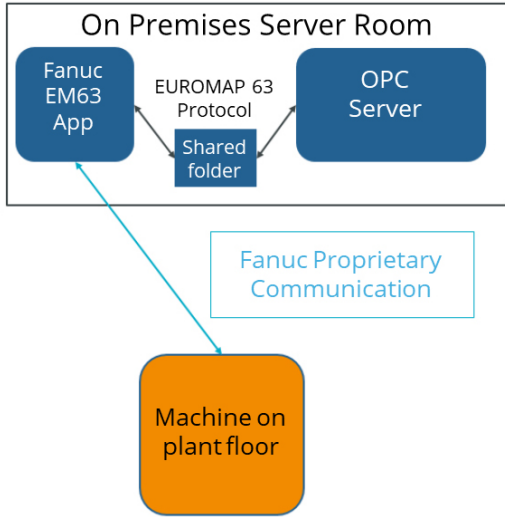 On Premises Server Room
Fanuc
EM63
App
EUROMAP 63
Protocol
Shared
folder
OPC
Server
Fanuc Proprietary
Communication
Machine on
plant floor